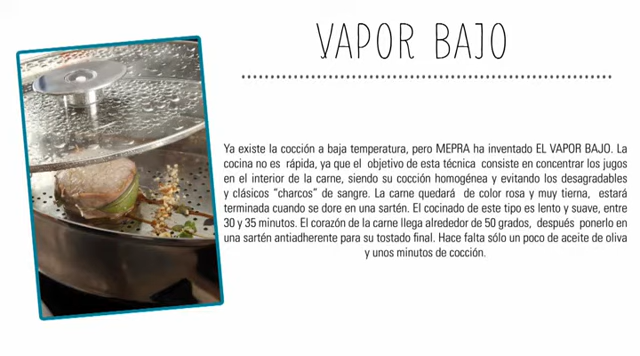 VAPOR BAJO
Ya existe la cocción a baja temperatura, pero MEPRA ha inventado EL VAPOR BAJO. La
cocina no es rápida, ya que el objetivo de esta técnica consiste en concentrar los jugos
en el interior de la carne, siendo su cocción homogénea y evitando los desagradables
y clásicos “charcos” de sangre. La carne quedará de color rosa y muy tierna, estará
terminada cuando se dore en una sartén. El cocinado de este tipo es lento y suave, entre
30 y 35 minutos. El corazón de la carne llega alrededor de 50 grados, después ponerlo en
una sartén antiadherente para su tostado final. Hace falta sólo un poco de aceite de oliva
y unos minutos de cocción.